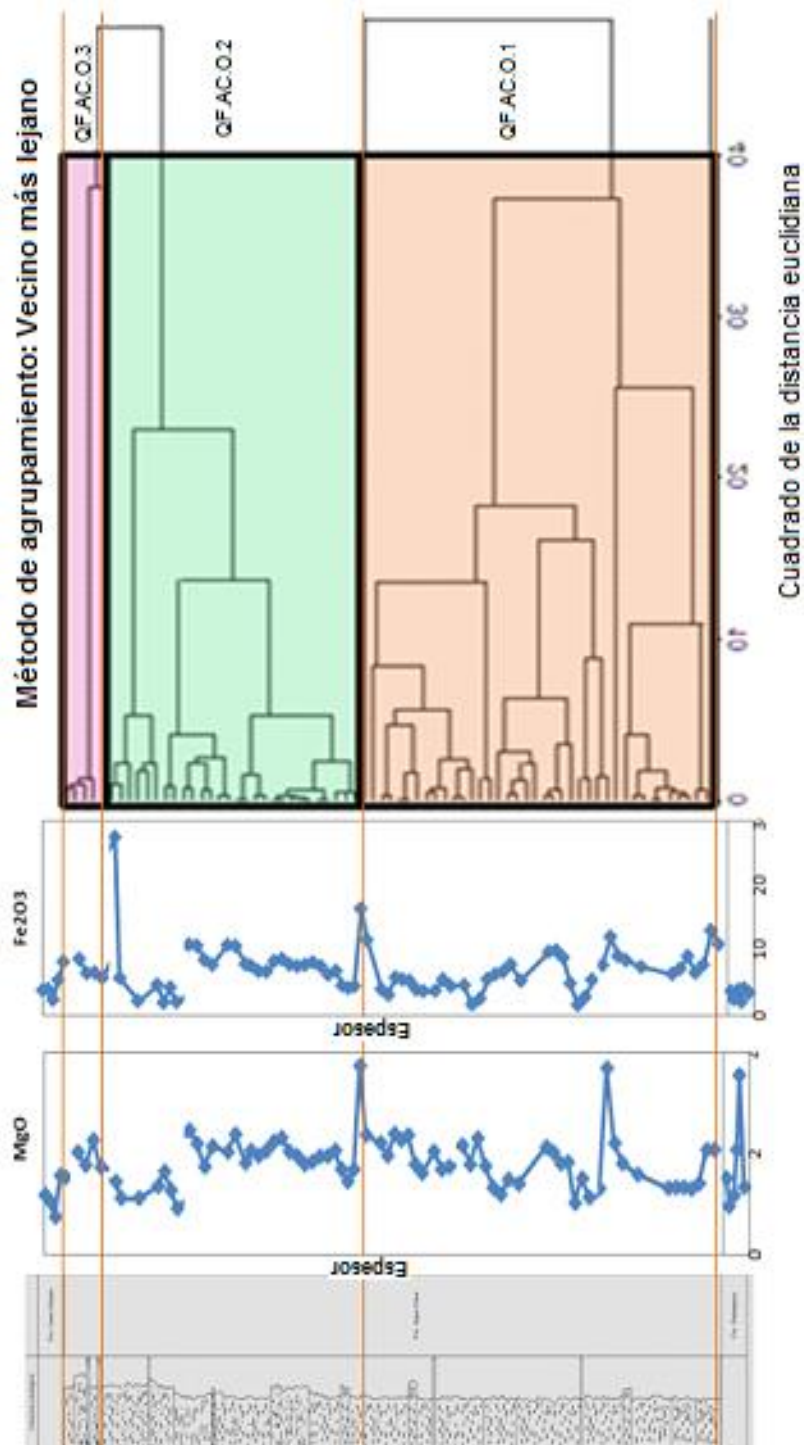 Método de agrupamiento: Vecino más lejano
QF.AC.O.3
QF.AC.O.2
QF.AC.O.1
0
10
20
30
40
Cuadrado de la distancia euclidiana
Fe2O3
Espesor
0
10
20
3
MgO
Espesor
0
2